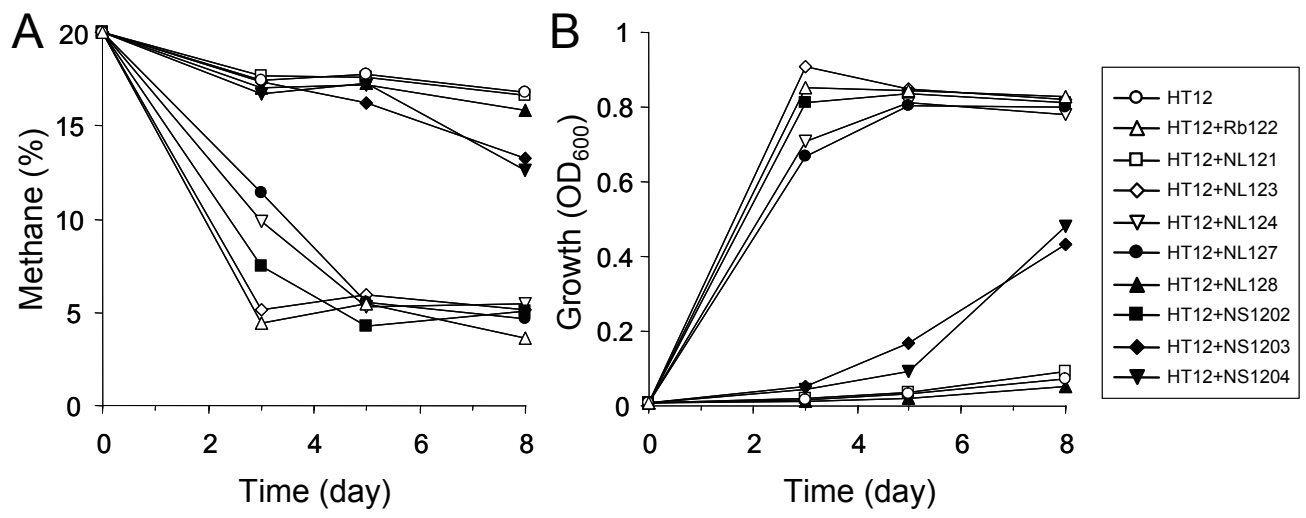 A
20
15
10
5
0
Methane (%)
0 2 4 6 8
Time (day)
B
1
0.8
0.6
0.4
0.2
0
Growth (OD600)
0 2 4 6 8
Time (day)
HT12
HT12+Rb122
HT12+NL121
HT12+NL123
HT12+NL124
HT12+NL127
HT12+NL128
HT12+NS1202
HT12+NS1203
HT12+NS1204